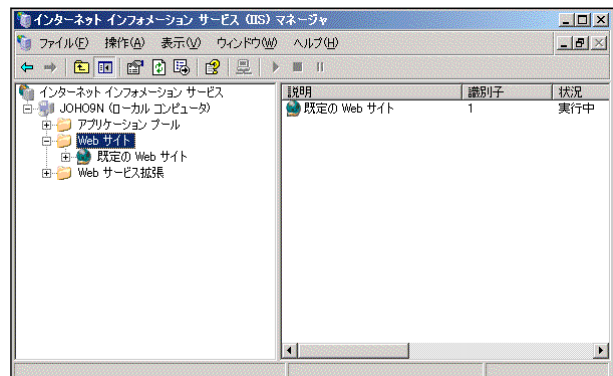 インターネット インフォメーション サービス (IIS) マネージャ
ファイル(F) 操作(A) 表示(V) ウィンドウ(W) ヘルプ(H)
インターネット インフォメーション サービス
JOHO9N (ローカル コンピュータ)
アプリケーション プール
Web サイト
既定の Web サイト
Web サービス拡張
説明 識別子 状況
既定の Web サイト 1 実行中